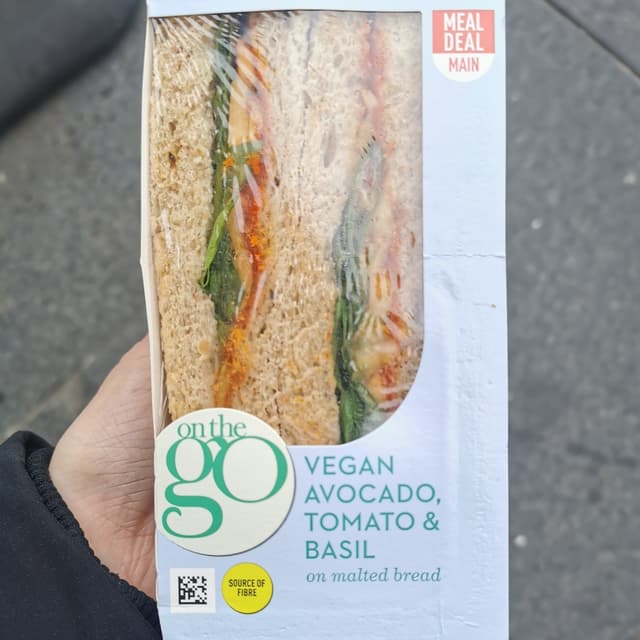 MEAL
DEAL
MAIN
on the
go
VEGAN
AVOCADO,
TOMATO &
BASIL
on malted bread
SOURCE OF
FIBRE